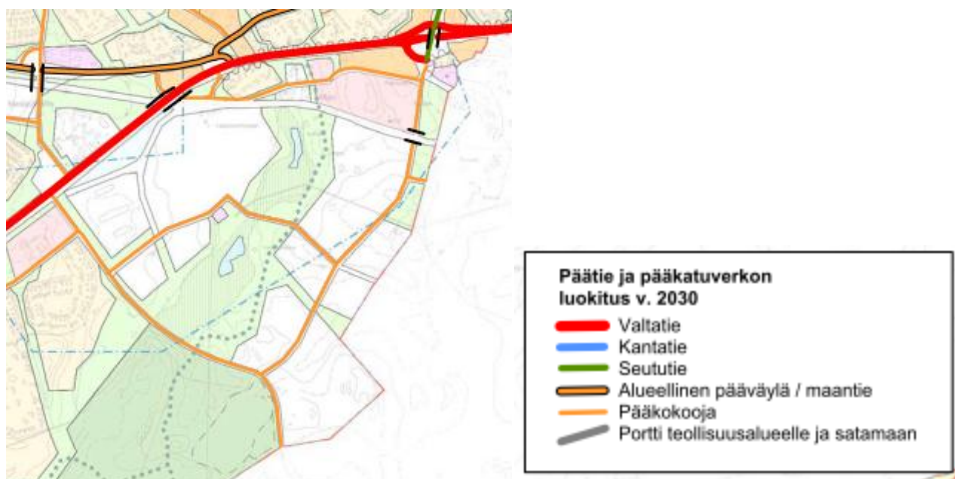 Päätie ja pääkatuverkon
luokitus v. 2030
Valtatie
Kantatie
Seututie
Alueellinen pääväylä / maantie
Pääkokooja
Portti teollisuusalueelle ja satamaan